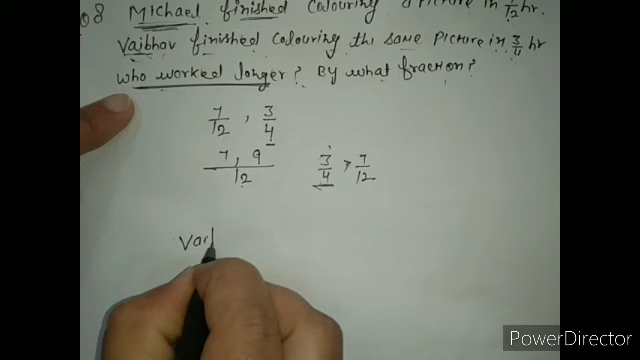 08 Michael finished colouring a Picture in 7/12 hr.
Vaibhav finished colouring the same Picture in 3/4 hr
who worked longer? By what fraction?
7/12 , 3/4
7, 9 / 12
3/4 > 7/12
Vai
PowerDirector